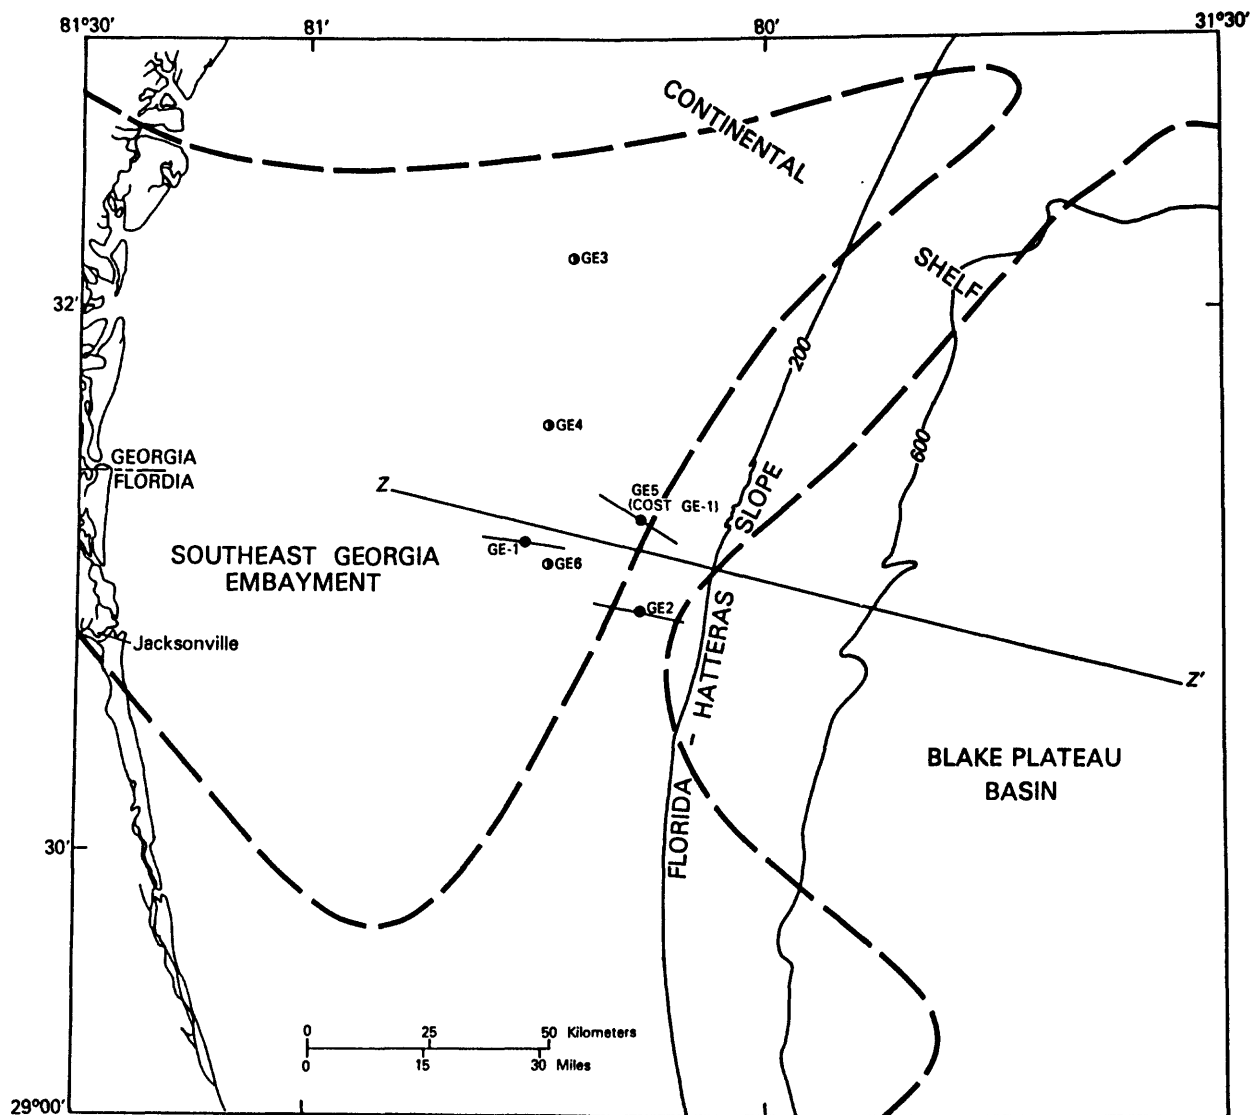 81°30'
81'
80'
31°30'
CONTINENTAL
SHELF
GE3
32'
200
GE4
600
GEORGIA
FLORDIA
Z
GE5
(COST GE-1)
SLOPE
GE-1
GE6
SOUTHEAST GEORGIA
EMBAYMENT
GE2
Jacksonville
HATTERAS
-
FLORIDA
Z'
BLAKE PLATEAU
BASIN
30'
0 25 50 Kilometers
0 15 30 Miles
29°00'